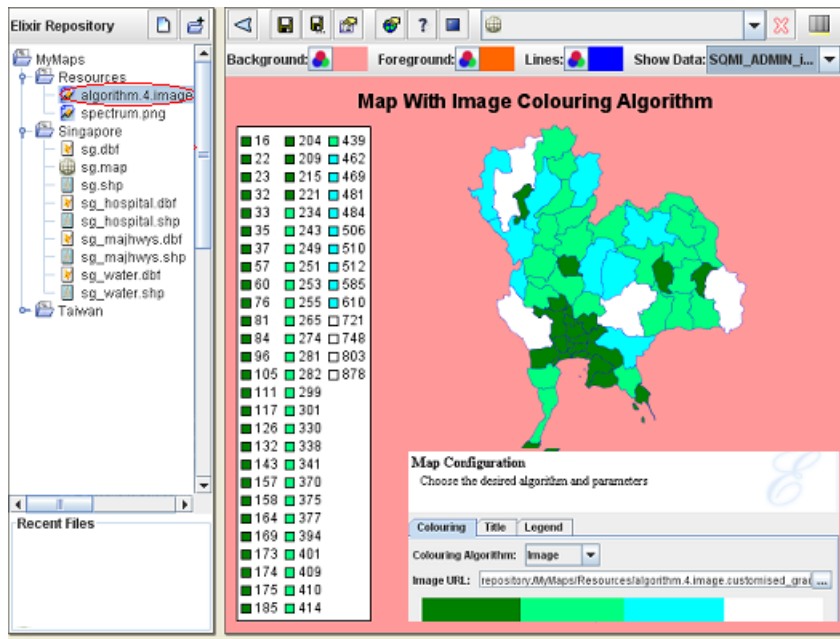 Elixir Repository
MyMaps
Resources
algorithm.4.image
spectrum.png
Singapore
sg.dbf
sg.map
sg.shp
sg_hospital.dbf
sg_hospital.shp
sg_majhwys.dbf
sg_majhwys.shp
sg_water.dbf
sg_water.shp
Taiwan
Recent Files
?
Background:
Foreground:
Lines:
Show Data: SQMI_ADMIN_i...
Map With Image Colouring Algorithm
16 204 439
22 209 462
23 215 469
32 221 481
33 234 484
35 243 506
37 249 510
57 251 512
60 253 585
76 255 610
81 265 721
84 274 748
96 281 803
105 282 878
111 299
117 301
126 330
132 338
143 341
157 370
158 375
164 377
169 394
173 401
174 409
175 410
185 414
Map Configuration
Choose the desired algorithm and parameters
Colouring Title Legend
Colouring Algorithm: Image
Image URL: repository:/MyMaps/Resources/algorithm.4.image.customised_gra ...